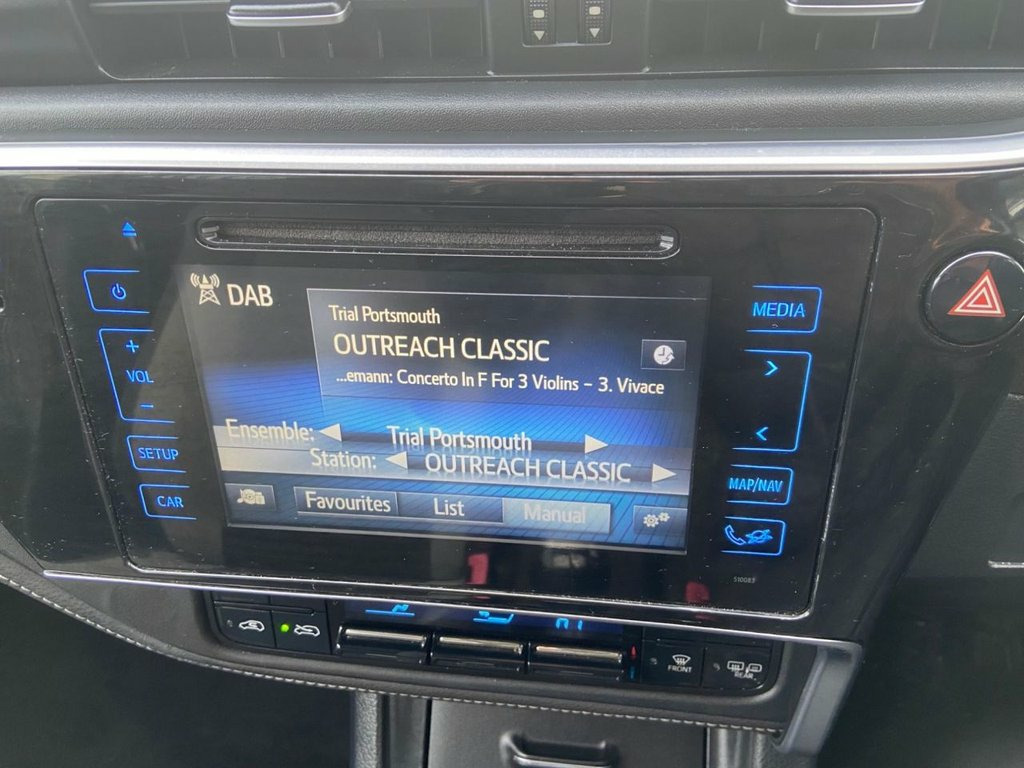 DAB
Trial Portsmouth
OUTREACH CLASSIC
...emann: Concerto In F For 3 Violins – 3. Vivace
Ensemble: Trial Portsmouth
Station: OUTREACH CLASSIC
Favourites List Manual
+
VOL
–
SETUP
CAR
MEDIA
>
<
MAP/NAV
510083
FRONT
REAR